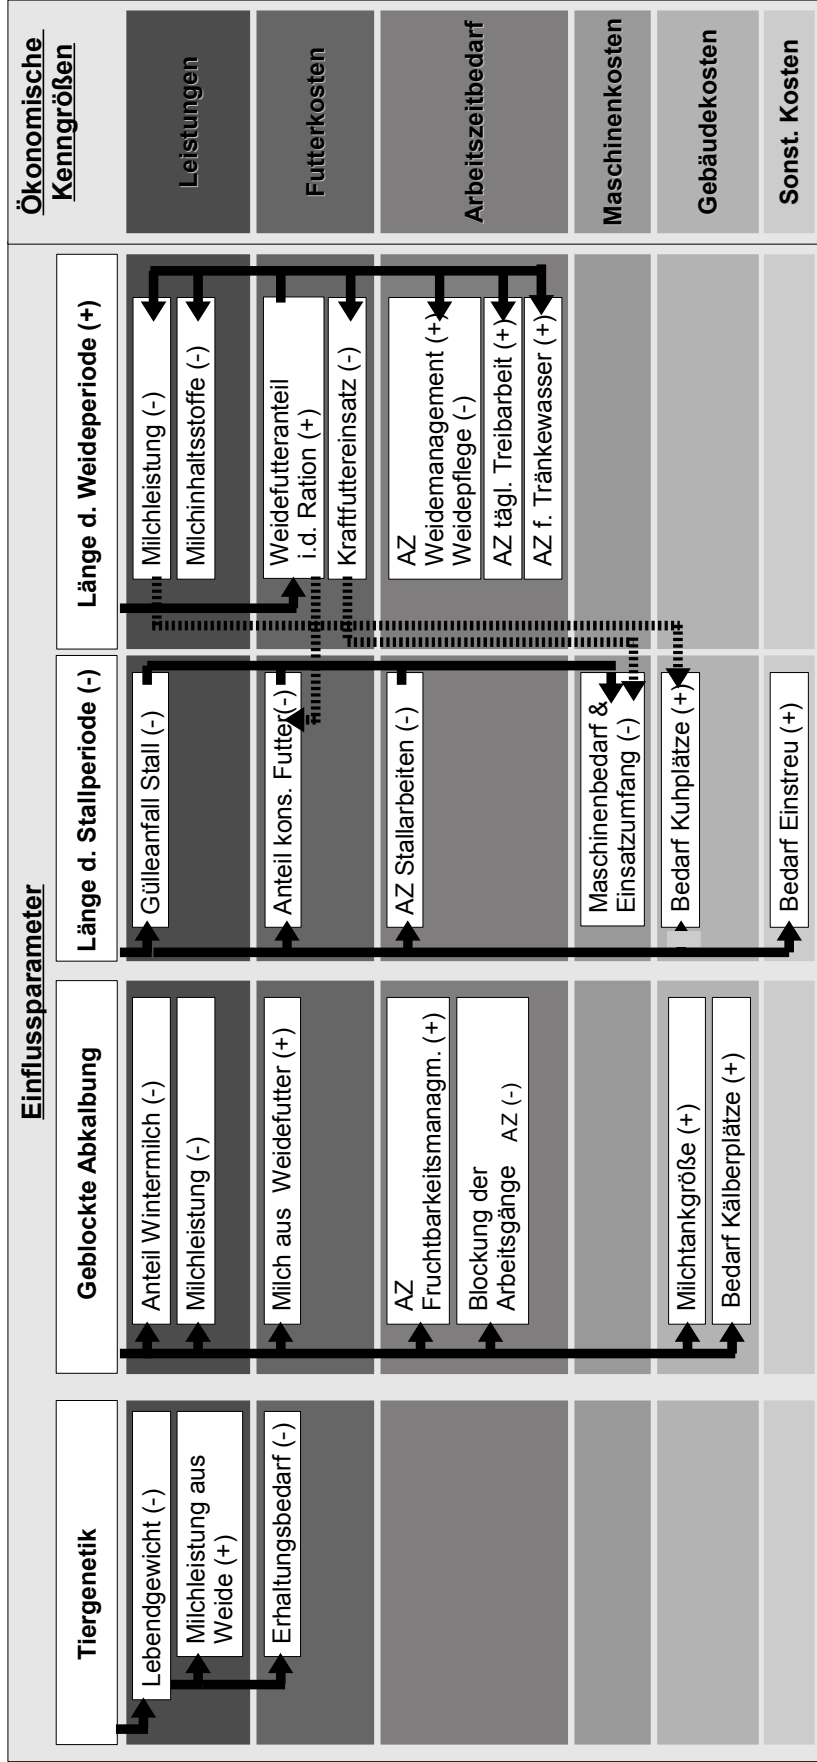 Einflussparameter
Ökonomische
Kenngrößen
Tiergenetik
Geblockte Abkalbung
Länge d. Stallperiode (-)
Länge d. Weideperiode (+)
Lebendgewicht (-)
Milchleistung aus
Weide (+)
Anteil Wintermilch (-)
Milchleistung (-)
Gülleanfall Stall (-)
Milchleistung (-)
Milchinhaltsstoffe (-)
Leistungen
Erhaltungsbedarf (-)
Milch aus Weidefutter (+)
Anteil kons. Futter(-)
Weidefutteranteil
i.d. Ration (+)
Kraftfuttereinsatz (-)
Futterkosten
AZ
Fruchtbarkeitsmanagm. (+)
Blockung der
Arbeitsgänge AZ (-)
AZ Stallarbeiten (-)
AZ
Weidemanagement (+)
Weidepflege (-)
AZ tägl. Treibarbeit (+)
AZ f. Tränkewasser (+)
Arbeitszeitbedarf
Maschinenbedarf &
Einsatzumfang (-)
Maschinenkosten
Milchtankgröße (+)
Bedarf Kälberplätze (+)
Bedarf Kuhplätze (+)
Gebäudekosten
Bedarf Einstreu (+)
Sonst. Kosten